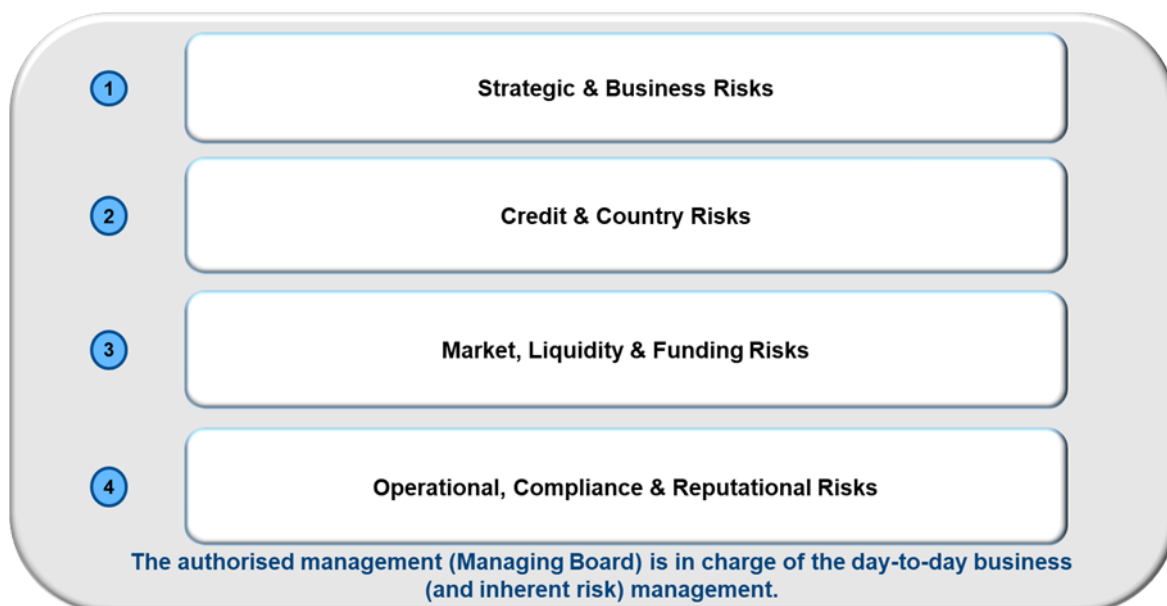 1
Strategic & Business Risks
2
Credit & Country Risks
3
Market, Liquidity & Funding Risks
4
Operational, Compliance & Reputational Risks
The authorised management (Managing Board) is in charge of the day-to-day business
(and inherent risk) management.